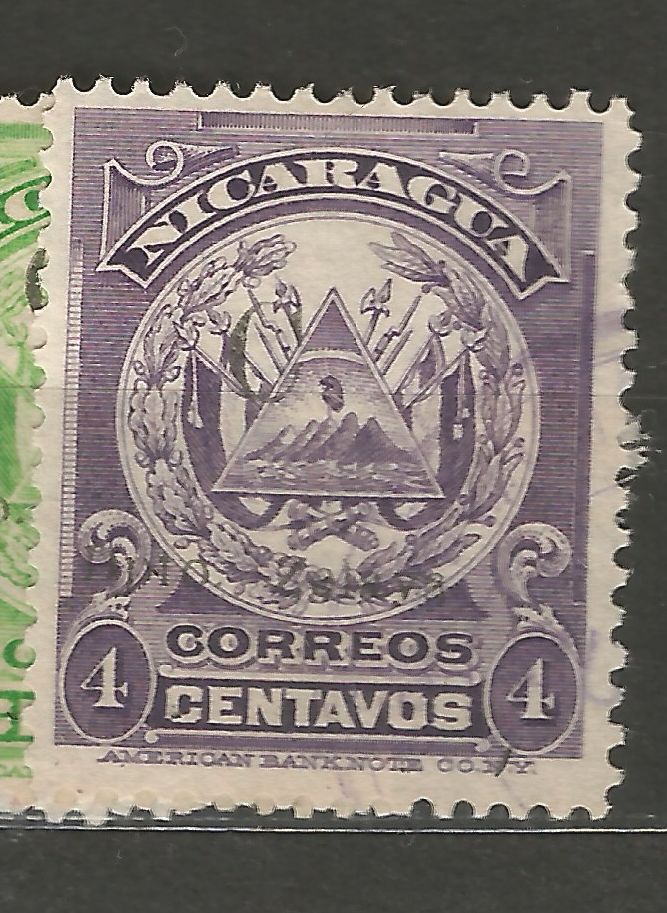 NICARAGUA
C
CORREOS
4 CENTAVOS 4
AMERICAN BANKNOTE CO.N.Y.